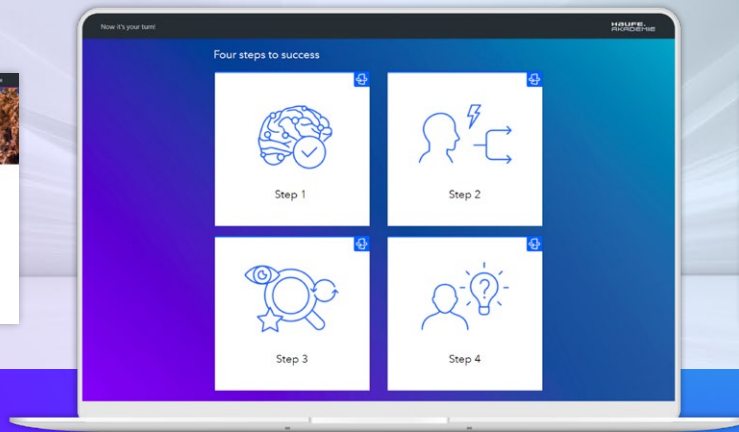 Now it's your turn!
HAUFE.
AKADEMIE
Four steps to success
Step 1
Step 2
?
Step 3
Step 4